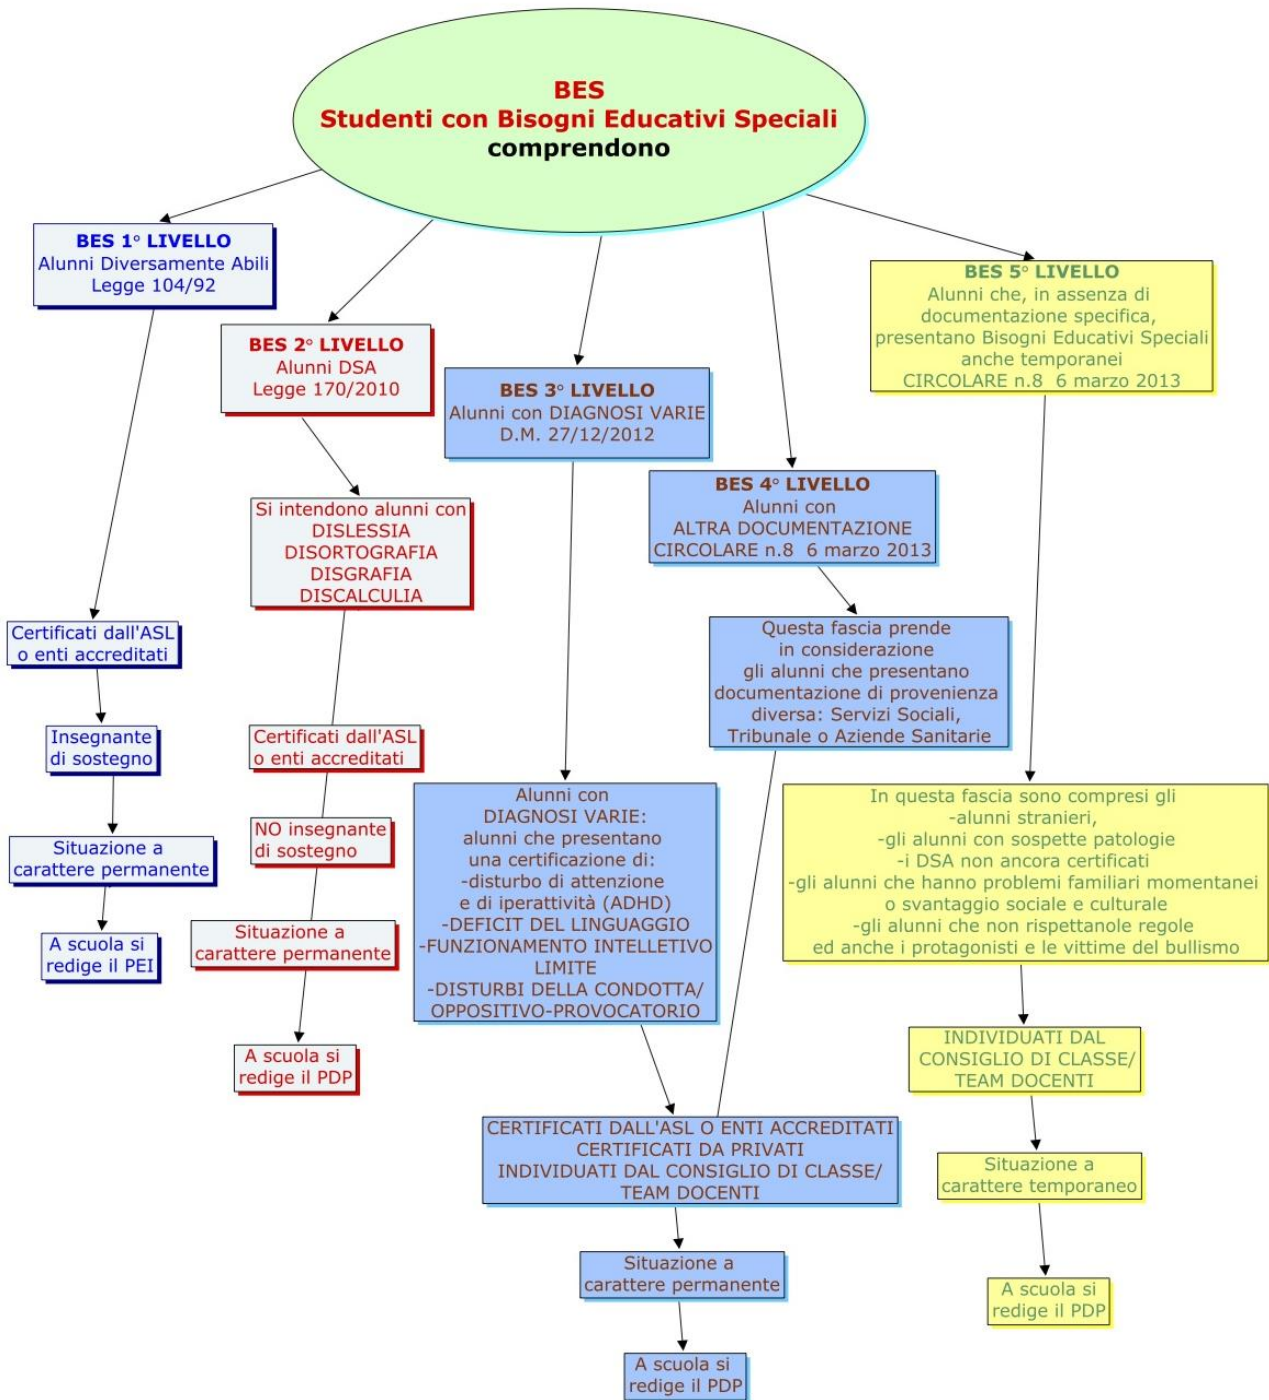 BES
Studenti con Bisogni Educativi Speciali
comprendono
BES 1° LIVELLO
Alunni Diversamente Abili
Legge 104/92
Certificati dall'ASL
o enti accreditati
Insegnante
di sostegno
Situazione a
carattere permanente
A scuola si
redige il PEI
BES 2° LIVELLO
Alunni DSA
Legge 170/2010
Si intendono alunni con
DISLESSIA
DISORTOGRAFIA
DISGRAFIA
DISCALCULIA
Certificati dall'ASL
o enti accreditati
NO insegnante
di sostegno
Situazione a
carattere permanente
A scuola si
redige il PDP
BES 3° LIVELLO
Alunni con DIAGNOSI VARIE
D.M. 27/12/2012
Alunni con
DIAGNOSI VARIE:
alunni che presentano
una certificazione di:
-disturbo di attenzione
e di iperattività (ADHD)
-DEFICIT DEL LINGUAGGIO
-FUNZIONAMENTO INTELLETIVO
LIMITE
-DISTURBI DELLA CONDOTTA/
OPPOSITIVO-PROVOCATORIO
BES 4° LIVELLO
Alunni con
ALTRA DOCUMENTAZIONE
CIRCOLARE n.8 6 marzo 2013
Questa fascia prende
in considerazione
gli alunni che presentano
documentazione di provenienza
diversa: Servizi Sociali,
Tribunale o Aziende Sanitarie
CERTIFICATI DALL'ASL O ENTI ACCREDITATI
CERTIFICATI DA PRIVATI
INDIVIDUATI DAL CONSIGLIO DI CLASSE/
TEAM DOCENTI
Situazione a
carattere permanente
A scuola si
redige il PDP
BES 5° LIVELLO
Alunni che, in assenza di
documentazione specifica,
presentano Bisogni Educativi Speciali
anche temporanei
CIRCOLARE n.8 6 marzo 2013
In questa fascia sono compresi gli
-alunni stranieri,
-gli alunni con sospette patologie
-i DSA non ancora certificati
-gli alunni che hanno problemi familiari momentanei
o svantaggio sociale e culturale
-gli alunni che non rispettanole regole
ed anche i protagonisti e le vittime del bullismo
INDIVIDUATI DAL
CONSIGLIO DI CLASSE/
TEAM DOCENTI
Situazione a
carattere temporaneo
A scuola si
redige il PDP